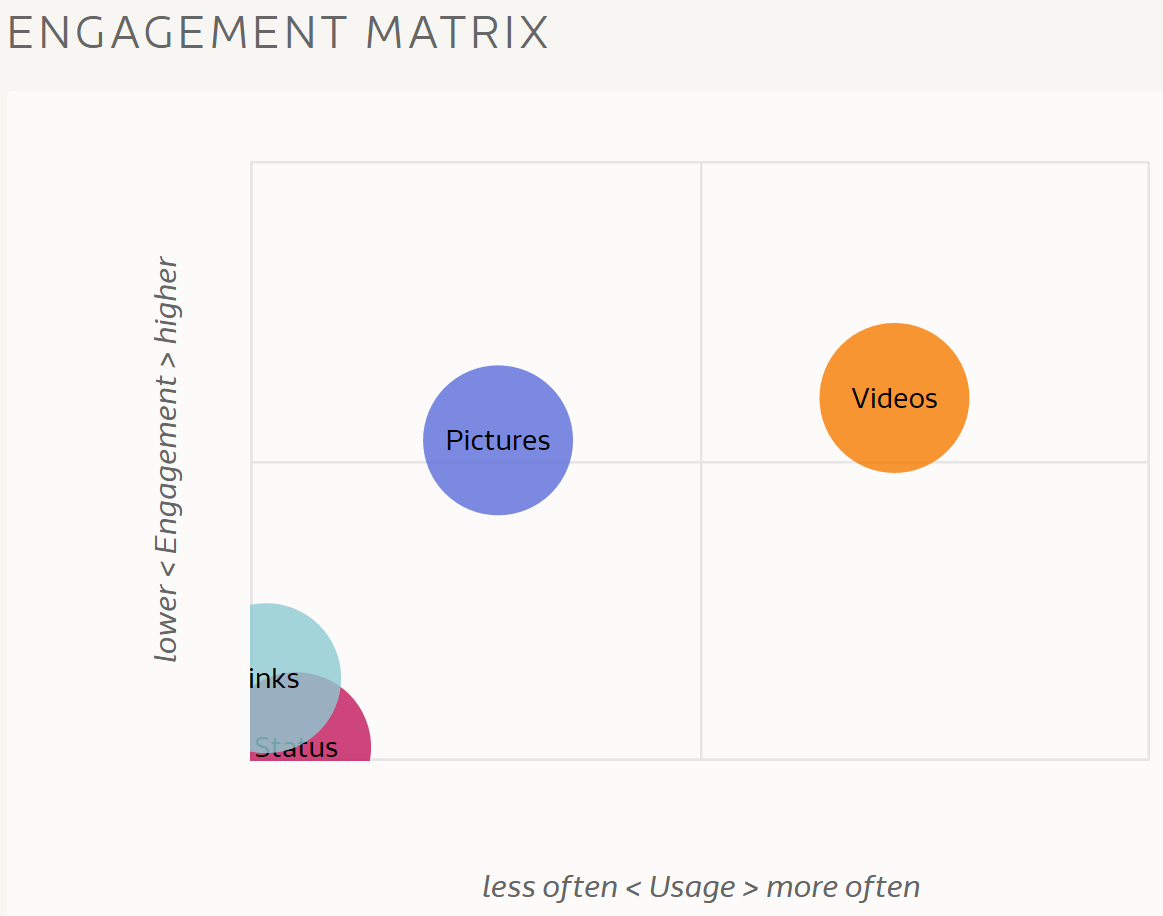 ENGAGEMENT MATRIX
lower < Engagement > higher
Videos
Pictures
inks
Status
less often < Usage > more often